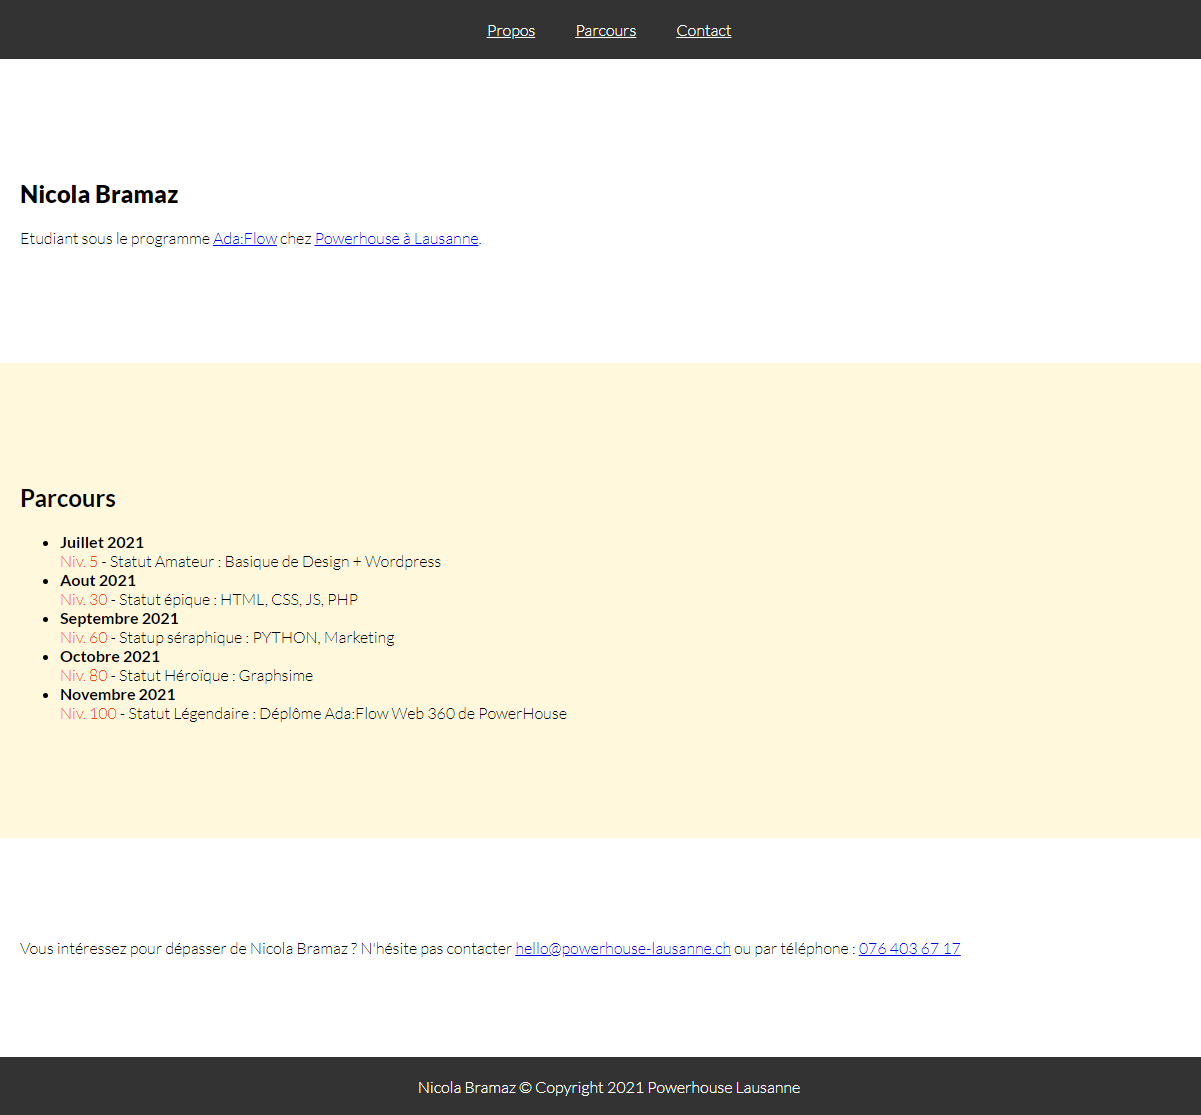 Propos Parcours Contact
Nicola Bramaz
Etudiant sous le programme Ada:Flow chez Powerhouse à Lausanne.
Parcours
• Juillet 2021
Niv. 5 - Statut Amateur : Basique de Design + Wordpress
• Aout 2021
Niv. 30 - Statut épique : HTML, CSS, JS, PHP
• Septembre 2021
Niv. 60 - Statup séraphique : PYTHON, Marketing
• Octobre 2021
Niv. 80 - Statut Héroïque : Graphsime
• Novembre 2021
Niv. 100 - Statut Légendaire : Déplôme Ada:Flow Web 360 de PowerHouse
Vous intéressez pour dépasser de Nicola Bramaz ? N'hésite pas contacter hello@powerhouse-lausanne.ch ou par téléphone : 076 403 67 17
Nicola Bramaz © Copyright 2021 Powerhouse Lausanne